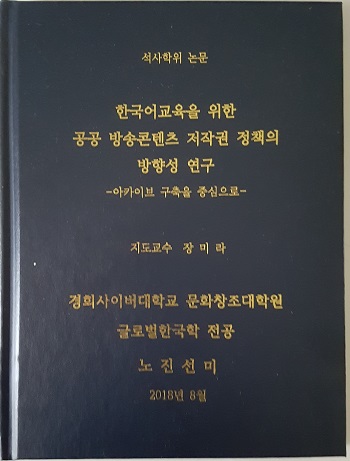 석사학위 논문
한국어교육을 위한
공공 방송콘텐츠 저작권 정책의
방향성 연구
-아카이브 구축을 중심으로-
지도교수 장 미 라
경희사이버대학교 문화창조대학원
글로벌한국학 전공
노 진 선 미
2018년 8월